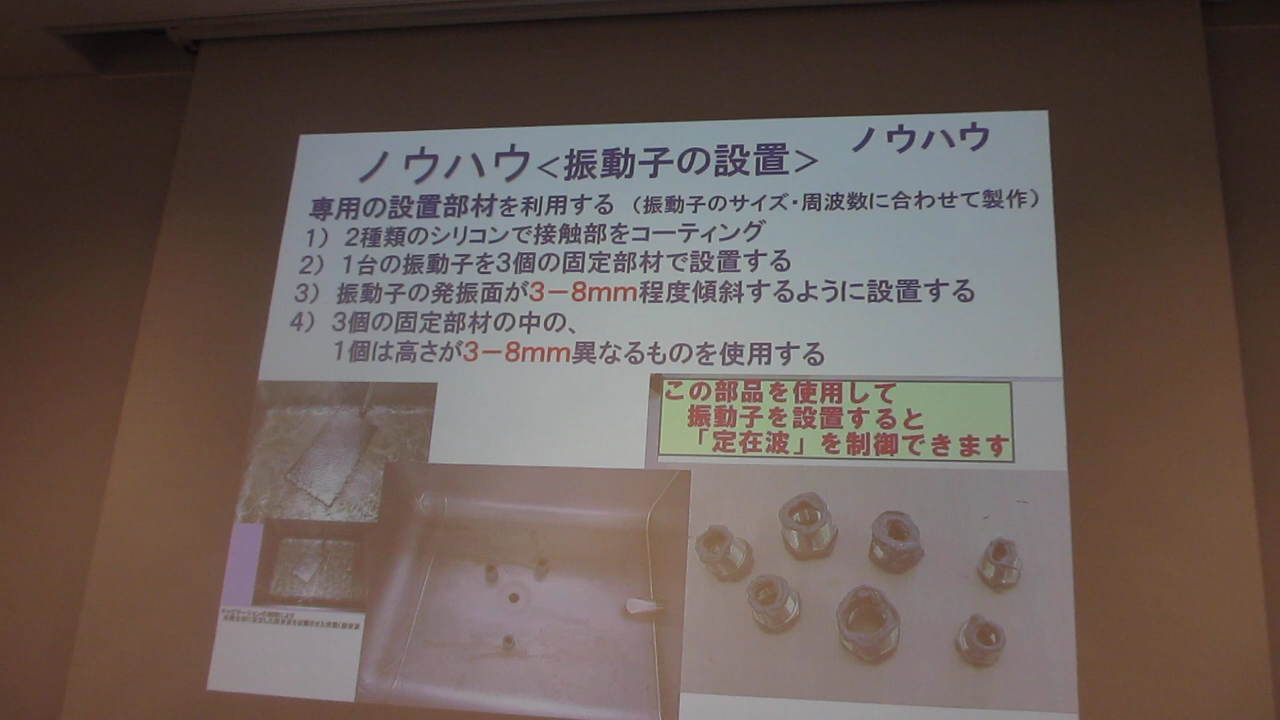 ノウハウ<振動子の設置>
ノウハウ
専用の設置部材を利用する (振動子のサイズ・周波数に合わせて製作)
1) 2種類のシリコンで接触部をコーティング
2) 1台の振動子を3個の固定部材で設置する
3) 振動子の発振面が3-8mm程度傾斜するように設置する
4) 3個の固定部材の中の、
1個は高さが3-8mm異なるものを使用する
この部品を使用して
振動子を設置すると
「定在波」を制御できます